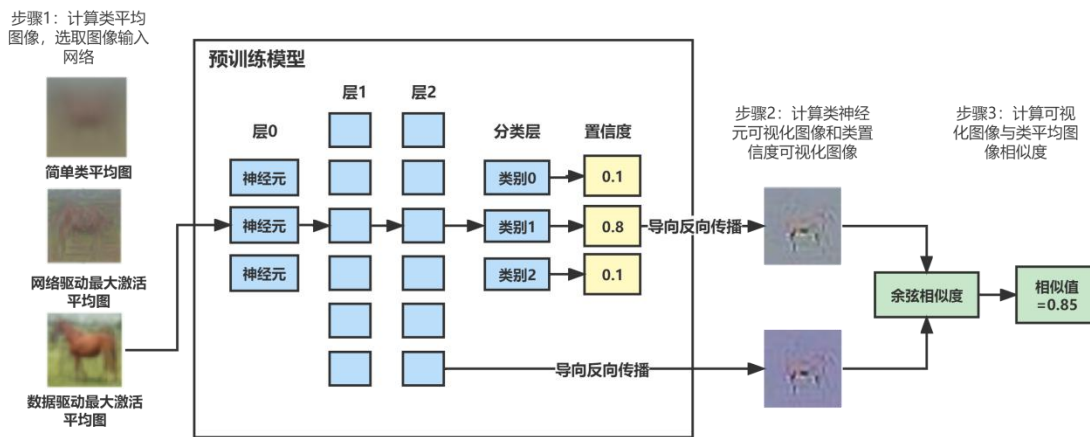 步骤1：计算类平均
图像，选取图像输入
网络
简单类平均图
网络驱动最大激活
平均图
数据驱动最大激活
平均图
预训练模型
层0
神经元
神经元
神经元
层1
层2
分类层
类别0
类别1
类别2
置信度
0.1
0.8
0.1
导向反向传播
导向反向传播
步骤2：计算类神经
元可视化图像和类置
信度可视化图像
步骤3：计算可视
化图像与类平均图
像相似度
余弦相似度
相似值
=0.85